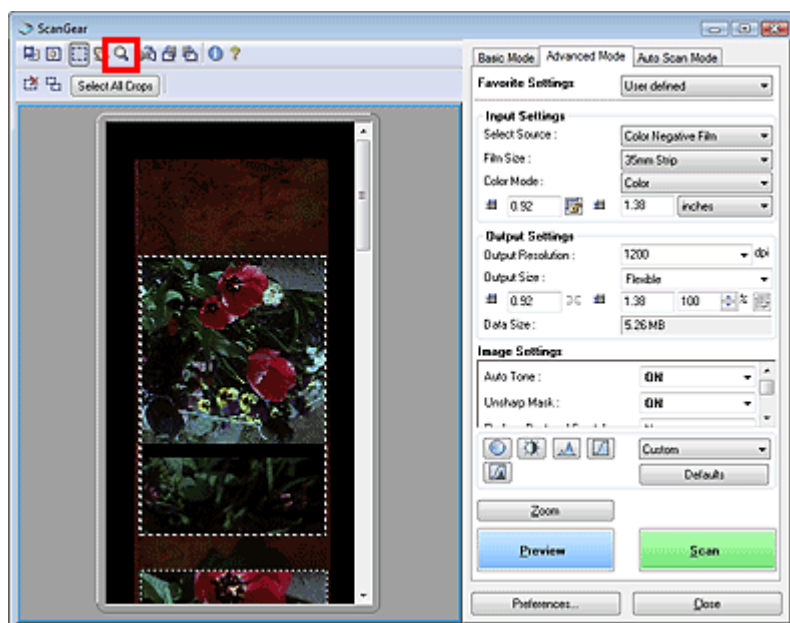 ScanGear
Select All Crops
Basic Mode Advanced Mode Auto Scan Mode
Favorite Settings User defined
Input Settings
Select Source : Color Negative Film
Film Size : 35mm Strip
Color Mode : Color
0.92 1.38 inches
Output Settings
Output Resolution : 1200 dpi
Output Size : Flexible
0.92 1.38 100 %
Data Size : 5.26 MB
Image Settings
Auto Tone : ON
Unsharp Mask : ON
Custom
Defaults
Zoom
Preview Scan
Preferences... Close